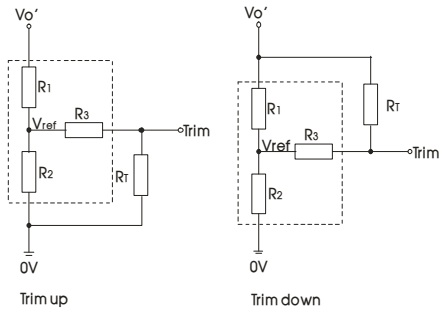 Vo'
R1
Vref
R3
Trim
R2
RT
0V
Trim up
Vo'
R1
RT
Vref
R3
Trim
R2
0V
Trim down